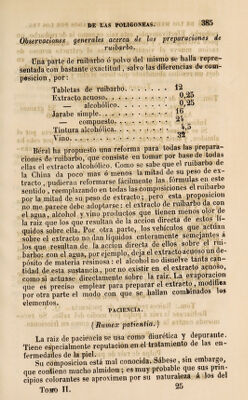 DE LAS POLIGONEAS. 385
Observaciones generales acerca de las preparaciones de
ruibarbo.
Una parte de ruibarbo ó polvo del mismo se halla repre-
sentada con bastante exactitud, salvo las diferencias de com-
posicion, por:
Tabletas de ruibarbo. . . . . 12
Extracto acuoso. . . . . . . 0,25
— alcohólico. . . . . . 0,25
Jarabe simple. . . . . . . . 16
— compuesto. . . . . . 24
Tintura alcohólica. . . . . . 4,5
Vino. . . . . . . . . . . . 32
Béral ha propuesto una reforma para todas las prepara-
ciones de ruibarbo, que consiste en tomar por base de todas
ellas el extracto alcohólico. Como se sabe que el ruibarbo de
la China da poco mas ó menos la mitad de su peso de ex-
tracto, pudieran reformarse fácilmente las fórmulas en este
sentido, reemplazando en todas las composiciones el ruibarbo
por la mitad de su peso de extracto; pero esta proposicion
no me parece debe adoptarse: el extracto de ruibarbo da con
el agua, alcohol y vino productos que tienen menos olor de
la raiz que los que resultan de la accion directa de estos lí-
quidos sobre ella. Por otra parte, los vehículos que actúan
sobre el extracto no dan líquidos enteramente semejantes á
los que resultan de la accion directa de ellos sobre el rui-
barbo: con el agua, por ejemplo, deja el extracto acuoso un de-
pósito de materia resinosa: el alcohol no disuelve tanta can-
tidad de esta sustancia, por no existir en el extracto acuoso,
como si actuase directamente sobre la raiz. La evaporacion
que es preciso emplear para preparar el extracto, modifica
por otra parte el modo con que se hallan combinados los
elementos.
PACIENCIA.
(Rumex patientia.)
La raiz de paciencia se usa como diurética y depurante.
Tiene especialmente reputacion en el tratamiento de las en-
fermedades de la piel.
Su composicion está mal conocida. Sábese, sin embargo,
que contiene mucho almidon; es muy probable que sus prin-
cipios colorantes se aproximen por su naturaleza á los del
TOMO II. 25